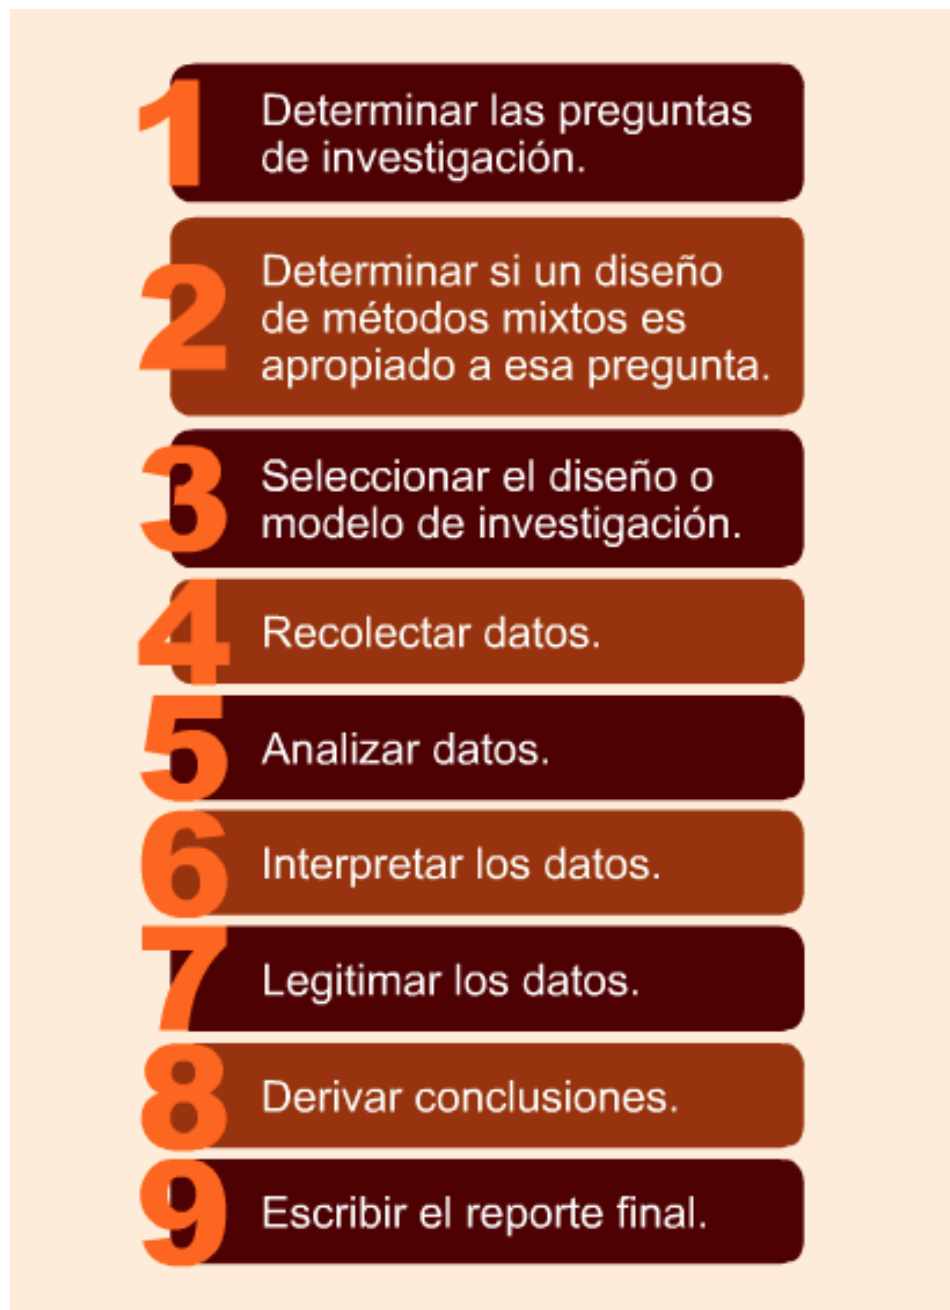 1
Determinar las preguntas
de investigación.
2
Determinar si un diseño
de métodos mixtos es
apropiado a esa pregunta.
3
Seleccionar el diseño o
modelo de investigación.
4
Recolectar datos.
5
Analizar datos.
6
Interpretar los datos.
7
Legitimar los datos.
8
Derivar conclusiones.
9
Escribir el reporte final.